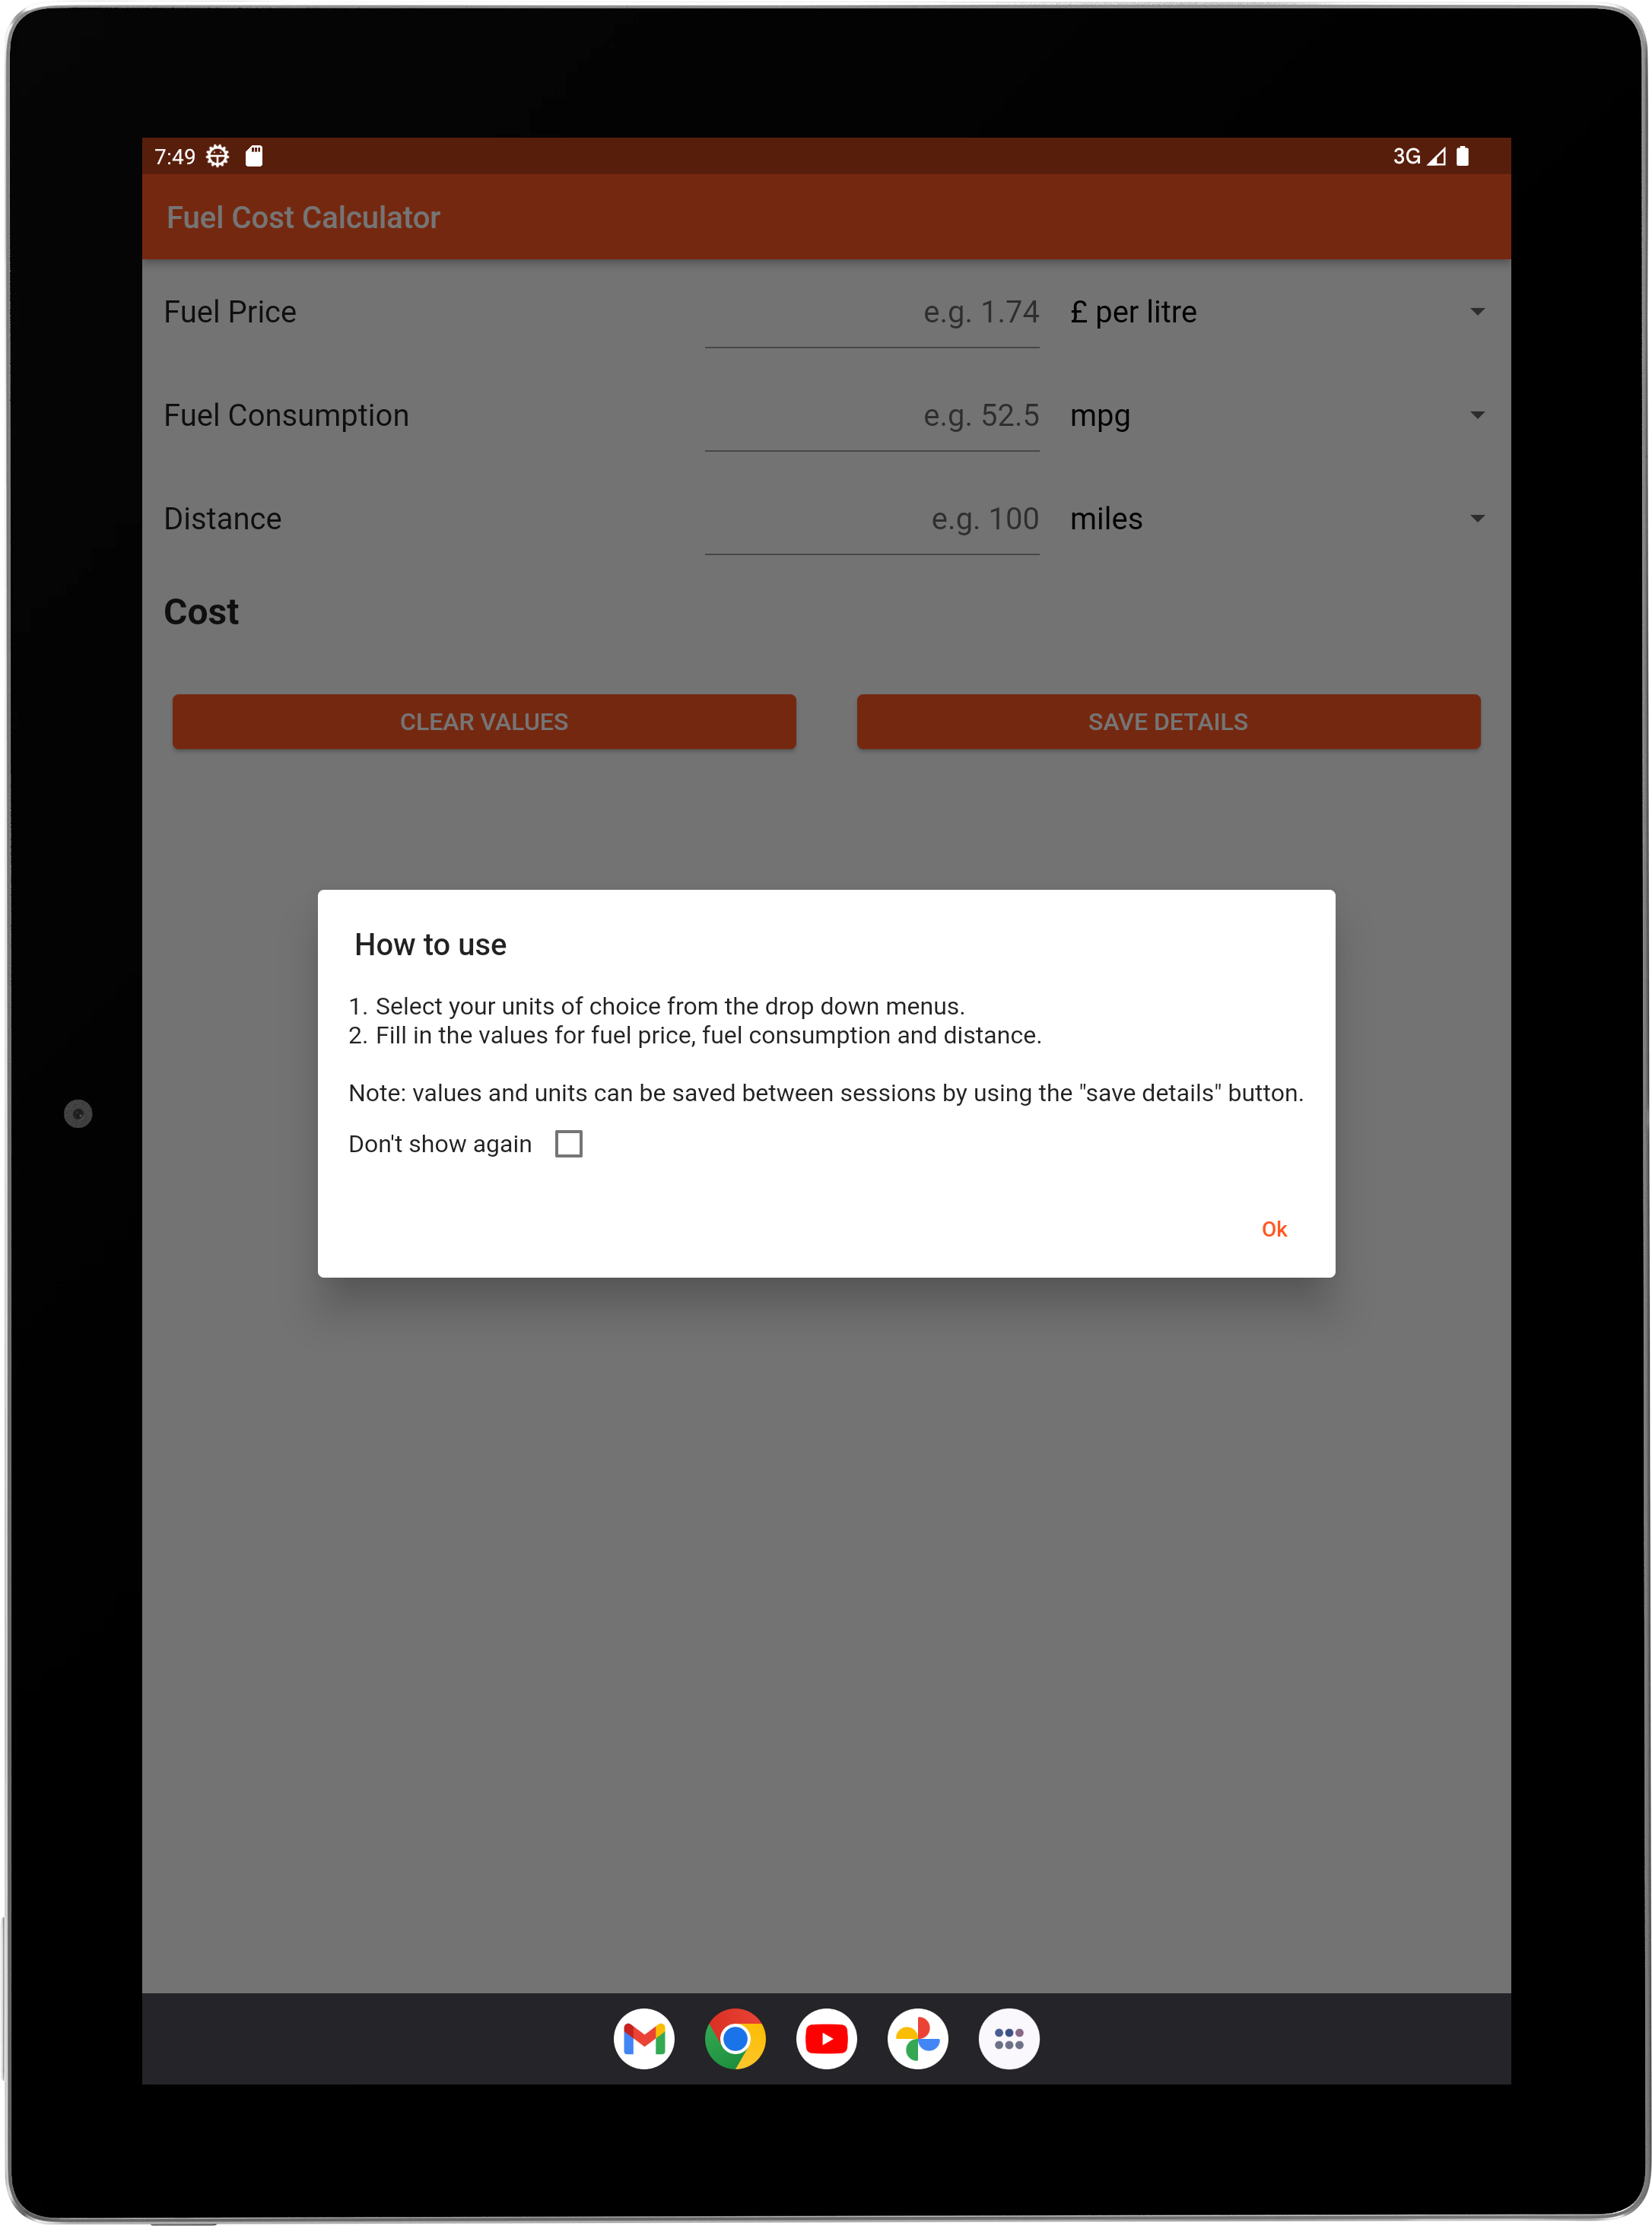 7:49 3G
Fuel Cost Calculator
Fuel Price e.g. 1.74 £ per litre
Fuel Consumption e.g. 52.5 mpg
Distance e.g. 100 miles
Cost
CLEAR VALUES SAVE DETAILS
How to use
1. Select your units of choice from the drop down menus.
2. Fill in the values for fuel price, fuel consumption and distance.
Note: values and units can be saved between sessions by using the "save details" button.
Don't show again
Ok